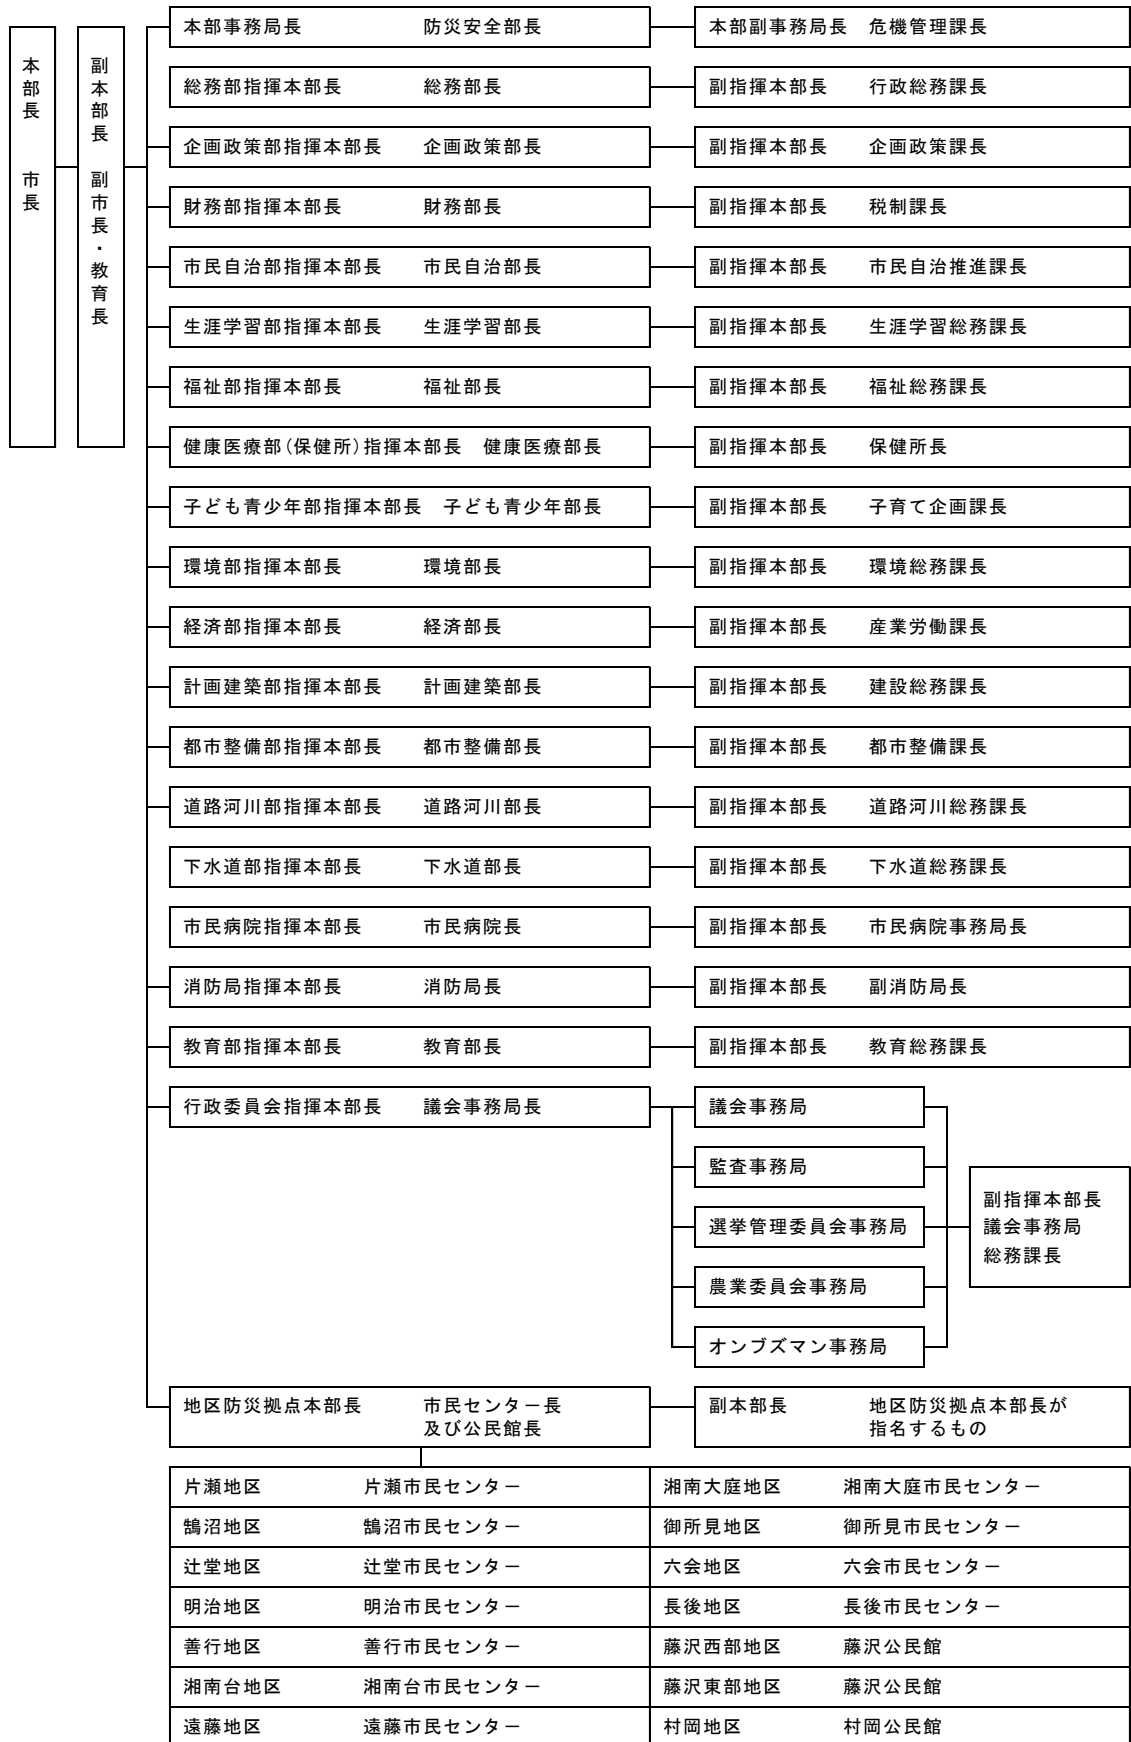 本部長 市長
副本部長 副市長・教育長
本部事務局長 防災安全部長 本部副事務局長 危機管理課長
総務部指揮本部長 総務部長 副指揮本部長 行政総務課長
企画政策部指揮本部長 企画政策部長 副指揮本部長 企画政策課長
財務部指揮本部長 財務部長 副指揮本部長 税制課長
市民自治部指揮本部長 市民自治部長 副指揮本部長 市民自治推進課長
生涯学習部指揮本部長 生涯学習部長 副指揮本部長 生涯学習総務課長
福祉部指揮本部長 福祉部長 副指揮本部長 福祉総務課長
健康医療部(保健所)指揮本部長 健康医療部長 副指揮本部長 保健所長
子ども青少年部指揮本部長 子ども青少年部長 副指揮本部長 子育て企画課長
環境部指揮本部長 環境部長 副指揮本部長 環境総務課長
経済部指揮本部長 経済部長 副指揮本部長 産業労働課長
計画建築部指揮本部長 計画建築部長 副指揮本部長 建設総務課長
都市整備部指揮本部長 都市整備部長 副指揮本部長 都市整備課長
道路河川部指揮本部長 道路河川部長 副指揮本部長 道路河川総務課長
下水道部指揮本部長 下水道部長 副指揮本部長 下水道総務課長
市民病院指揮本部長 市民病院長 副指揮本部長 市民病院事務局長
消防局指揮本部長 消防局長 副指揮本部長 副消防局長
教育部指揮本部長 教育部長 副指揮本部長 教育総務課長
行政委員会指揮本部長 議会事務局長 議会事務局
監査事務局
選挙管理委員会事務局
農業委員会事務局
オンブズマン事務局
副指揮本部長
議会事務局
総務課長
地区防災拠点本部長 市民センター長
及び公民館長
副本部長 地区防災拠点本部長が
指名するもの
片瀬地区 片瀬市民センター 湘南大庭地区 湘南大庭市民センター
鵠沼地区 鵠沼市民センター 御所見地区 御所見市民センター
辻堂地区 辻堂市民センター 六会地区 六会市民センター
明治地区 明治市民センター 長後地区 長後市民センター
善行地区 善行市民センター 藤沢西部地区 藤沢公民館
湘南台地区 湘南台市民センター 藤沢東部地区 藤沢公民館
遠藤地区 遠藤市民センター 村岡地区 村岡公民館